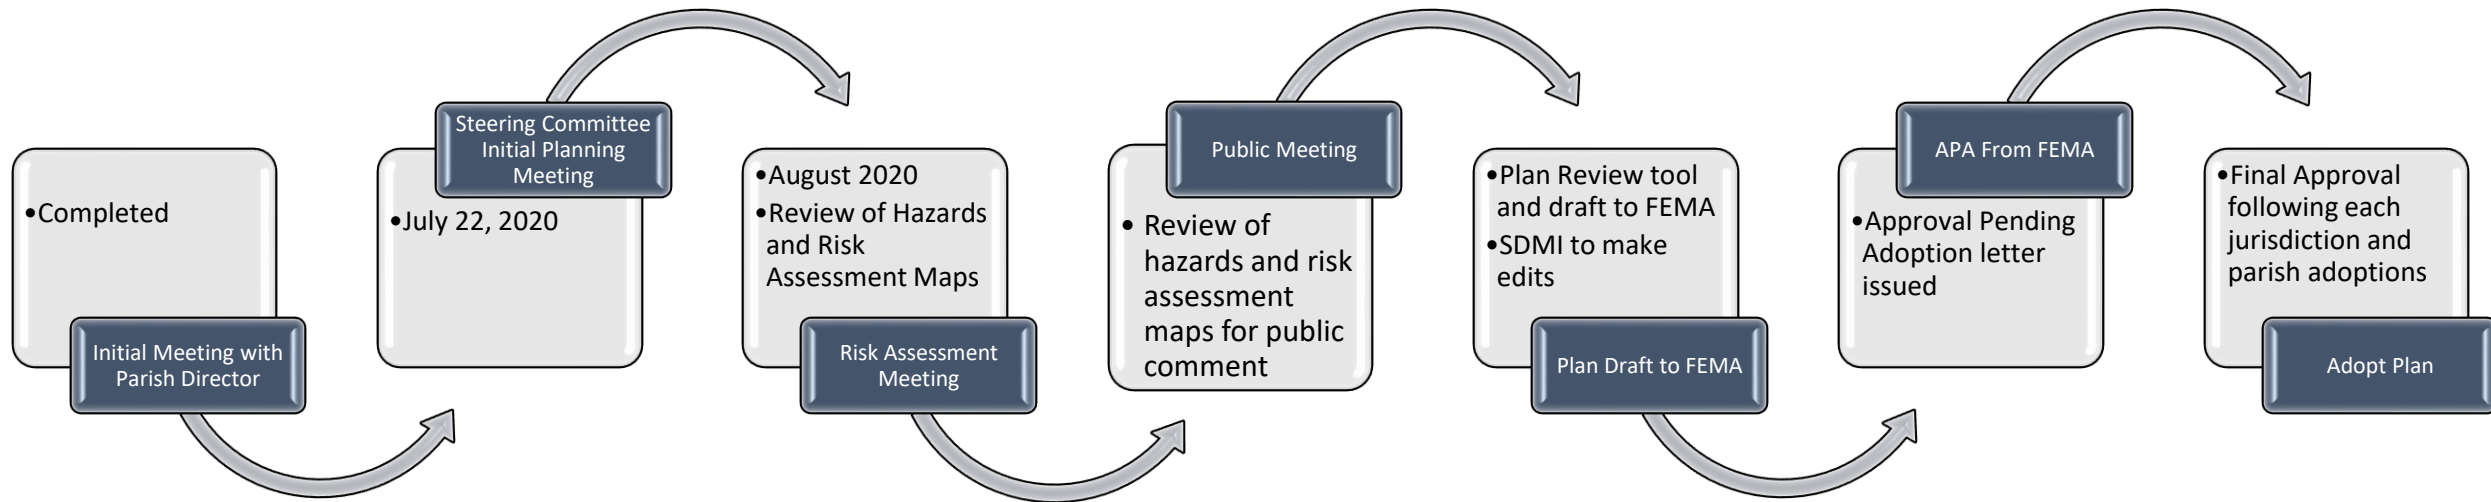 •Completed
Initial Meeting with
Parish Director
Steering Committee
Initial Planning
Meeting
•July 22, 2020
•August 2020
•Review of Hazards
and Risk
Assessment Maps
Risk Assessment
Meeting
Public Meeting
• Review of
hazards and risk
assessment
maps for public
comment
•Plan Review tool
and draft to FEMA
•SDMI to make
edits
Plan Draft to FEMA
APA From FEMA
•Approval Pending
Adoption letter
issued
•Final Approval
following each
jurisdiction and
parish adoptions
Adopt Plan